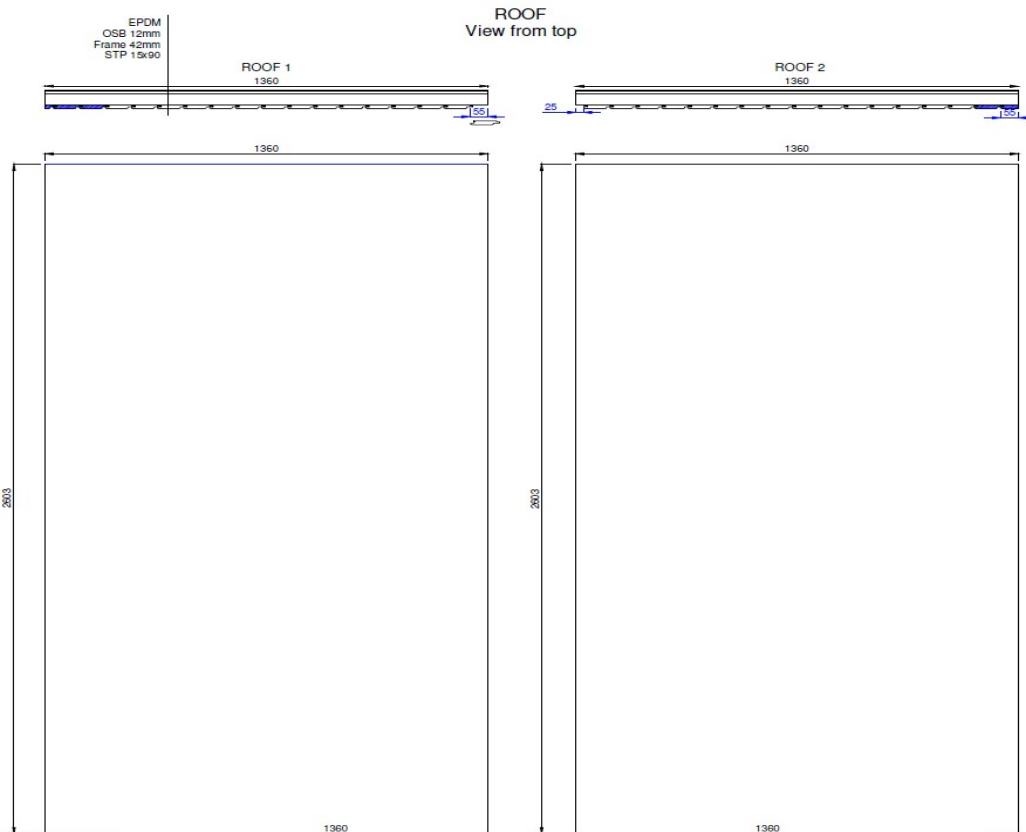 ROOF
View from top
EPDM
OSB 12mm
Frame 42mm
STP 15x90
ROOF 1
1360
55
ROOF 2
1360
25
55
1360
1360
2603
2603
1360
1360